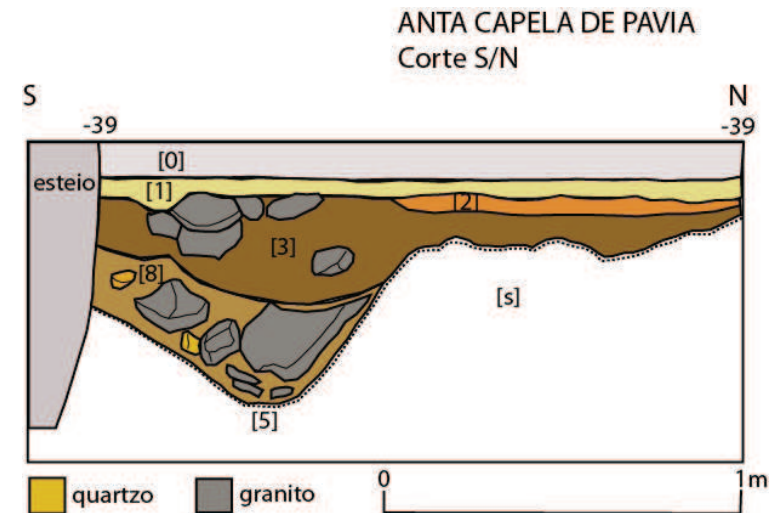 ANTA CAPELA DE PAVIA
Corte S/N
S
N
-39
-39
[0]
esteio
[1]
[2]
[3]
[8]
[s]
[5]
quartzo
granito
0
1m